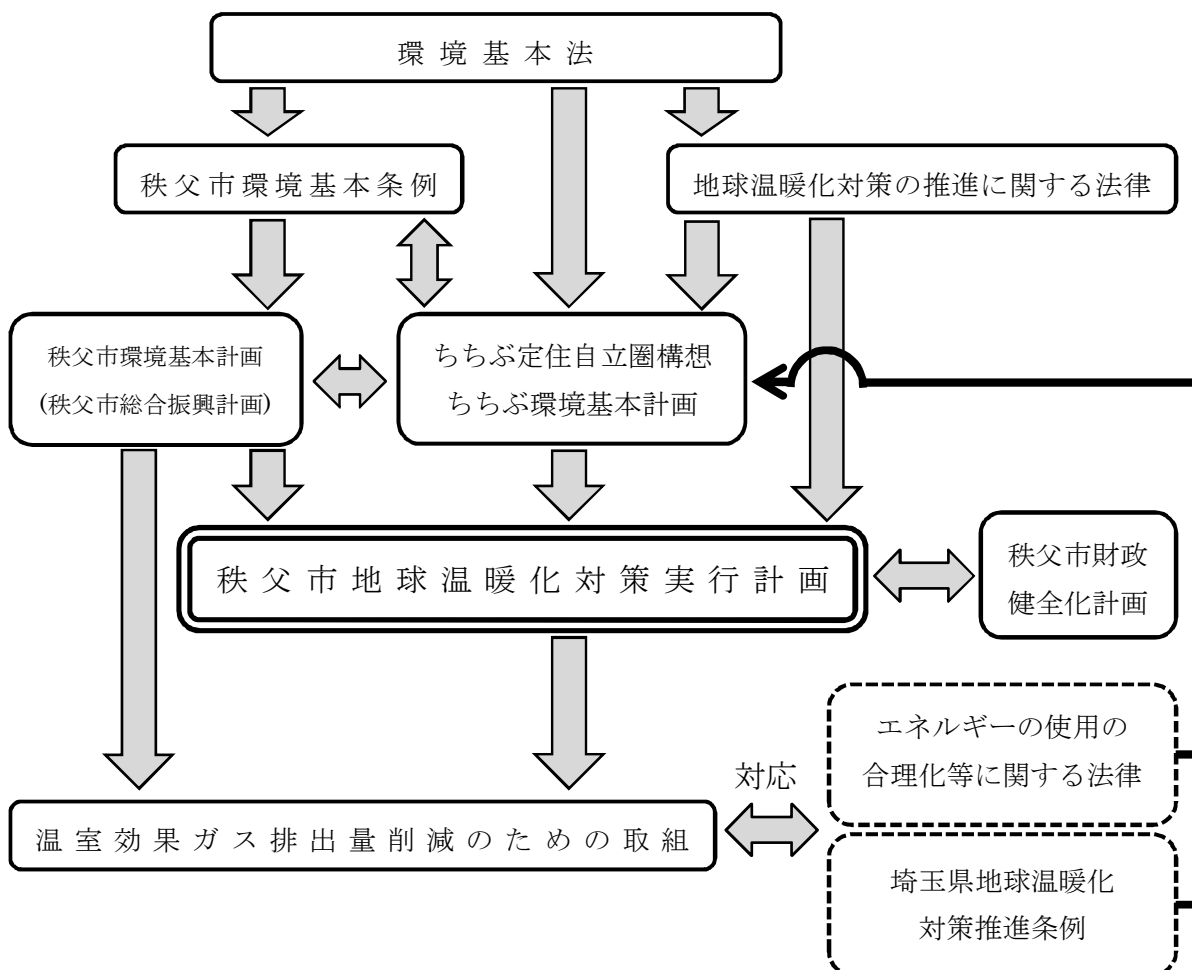 環境基本法
秩父市環境基本条例
地球温暖化対策の推進に関する法律
秩父市環境基本計画
(秩父市総合振興計画)
ちちぶ定住自立圏構想
ちちぶ環境基本計画
秩父市地球温暖化対策実行計画
秩父市財政
健全化計画
エネルギーの使用の
合理化等に関する法律
対応
温室効果ガス排出量削減のための取組
埼玉県地球温暖化
対策推進条例